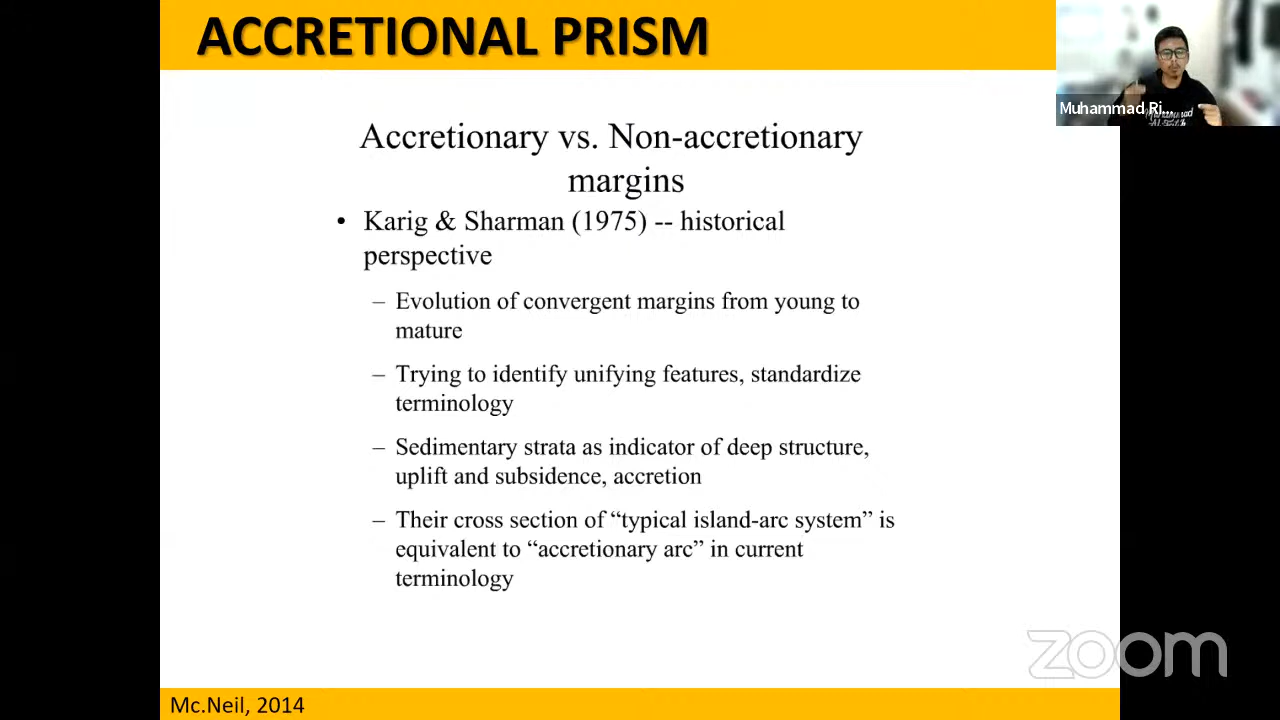 ACCRETIONAL PRISM
Muhammad Ri...
Accretionary vs. Non-accretionary
margins
• Karig & Sharman (1975) -- historical
perspective
– Evolution of convergent margins from young to
mature
– Trying to identify unifying features, standardize
terminology
– Sedimentary strata as indicator of deep structure,
uplift and subsidence, accretion
– Their cross section of “typical island-arc system” is
equivalent to “accretionary arc” in current
terminology
zoom
Mc.Neil, 2014